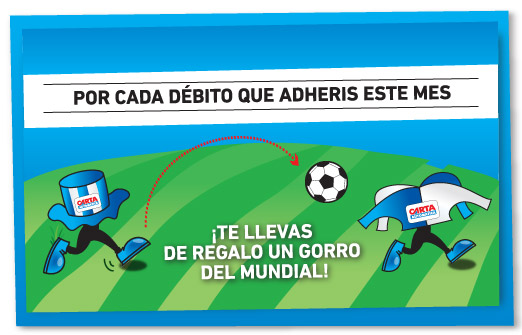 POR CADA DÉBITO QUE ADHERIS ESTE MES
CARTA
CARTA
¡TE LLEVAS
DE REGALO UN GORRO
DEL MUNDIAL!